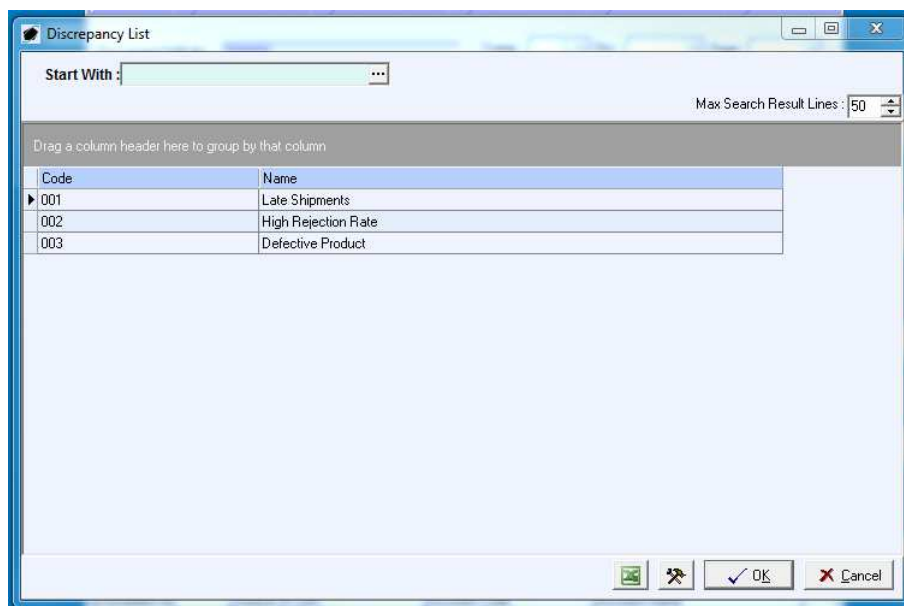 Discrepancy List
Start With :
Max Search Result Lines : 50
Drag a column header here to group by that column
Code Name
001 Late Shipments
002 High Rejection Rate
003 Defective Product
OK Cancel